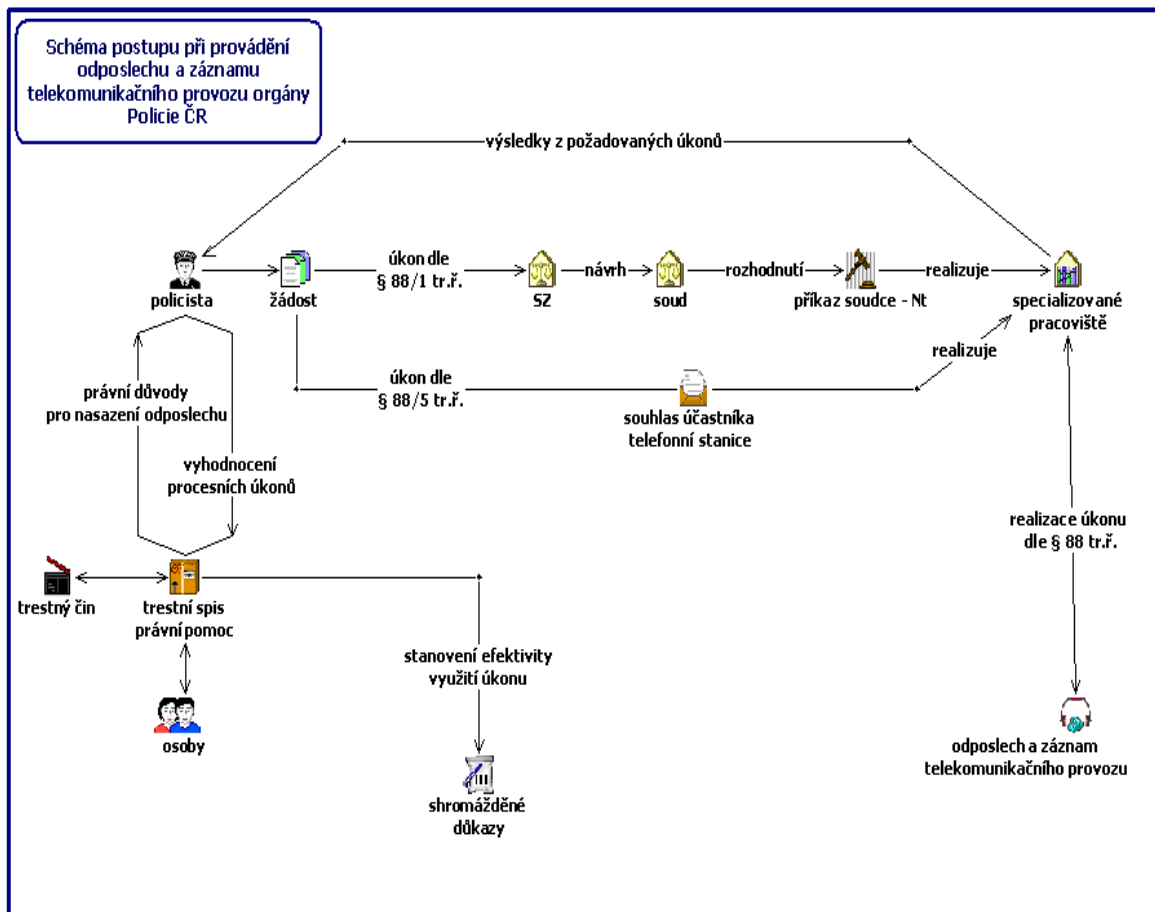 Schéma postupu při provádění
odposlechu a záznamu
telekomunikačního provozu orgány
Policie ČR
výsledky z požadovaných úkonů
policista
žádost
úkon dle
§ 88/1 tr.ř.
SZ
návrh
soud
rozhodnutí
příkaz soudce - Nt
realizuje
specializované
pracoviště
realizuje
právní důvody
pro nasazení odposlechu
úkon dle
§ 88/5 tr.ř.
souhlas účastníka
telefonní stanice
vyhodnocení
procesních úkonů
realizace úkonu
dle § 88 tr.ř.
trestný čin
trestní spis
právní pomoc
stanovení efektivity
využití úkonu
osoby
odposlech a záznam
telekomunikačního provozu
shromážděné
důkazy